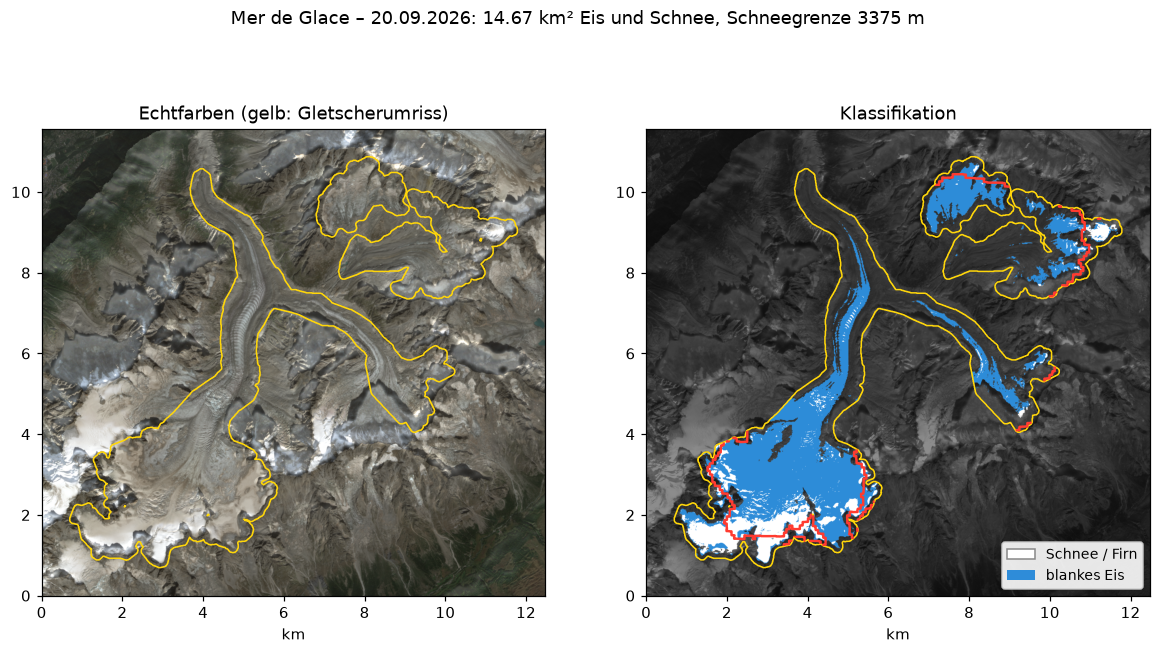 Mer de Glace – 20.09.2026: 14.67 km² Eis und Schnee, Schneegrenze 3375 m
Echtfarben (gelb: Gletscherumriss)
Klassifikation
10
8
6
4
2
0
0 2 4 6 8 10 12
km
10
8
6
4
2
0
0 2 4 6 8 10 12
km
Schnee / Firn
blankes Eis